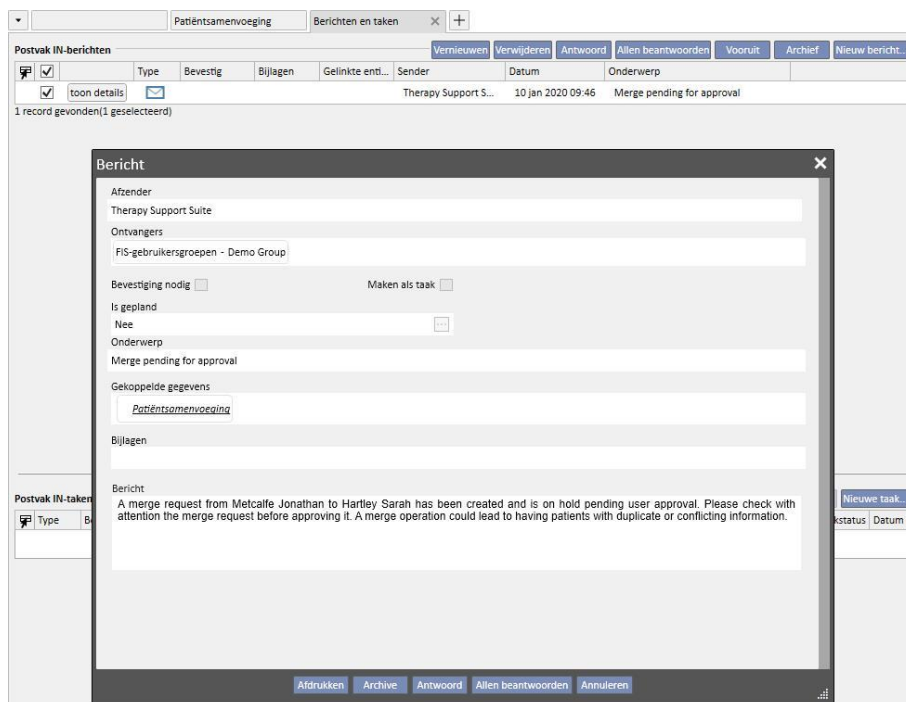 Patiëntsamenvoeging Berichten en taken
Postvak IN-berichten Vernieuwen Verwijderen Antwoord Allen beantwoorden Vooruit Archief Nieuw bericht...
Type Bevestig Bijlagen Gelinkte enti... Sender Datum Onderwerp
toon details Therapy Support S... 10 jan 2020 09:46 Merge pending for approval
1 record gevonden(1 geselecteerd)
Bericht
Afzender
Therapy Support Suite
Ontvangers
FIS-gebruikersgroepen - Demo Group
Bevestiging nodig Maken als taak
Is gepland
Nee ...
Onderwerp
Merge pending for approval
Gekoppelde gegevens
Patiëntsamenvoeging
Bijlagen
Bericht
A merge request from Metcalfe Jonathan to Hartley Sarah has been created and is on hold pending user approval. Please check with
attention the merge request before approving it. A merge operation could lead to having patients with duplicate or conflicting information.
Postvak IN-taken Nieuwe taak...
Type Be kstatus Datum
Afdrukken Archive Antwoord Allen beantwoorden Annuleren